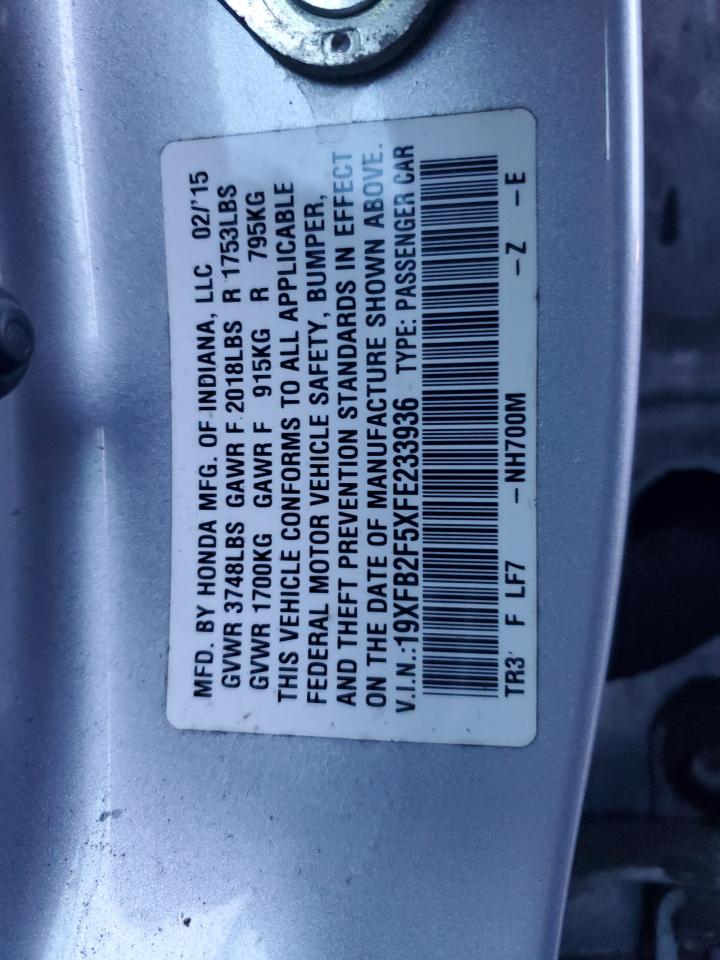 MFD. BY HONDA MFG. OF INDIANA, LLC 02/'15
GVWR 3748LBS GAWR F 2018LBS R 1753LBS
GVWR 1700KG GAWR F 915KG R 795KG
THIS VEHICLE CONFORMS TO ALL APPLICABLE
FEDERAL MOTOR VEHICLE SAFETY, BUMPER,
AND THEFT PREVENTION STANDARDS IN EFFECT
ON THE DATE OF MANUFACTURE SHOWN ABOVE.
V.I.N.:19XFB2F5XFE233936 TYPE: PASSENGER CAR
TR3' F LF7 -NH700M -Z -E